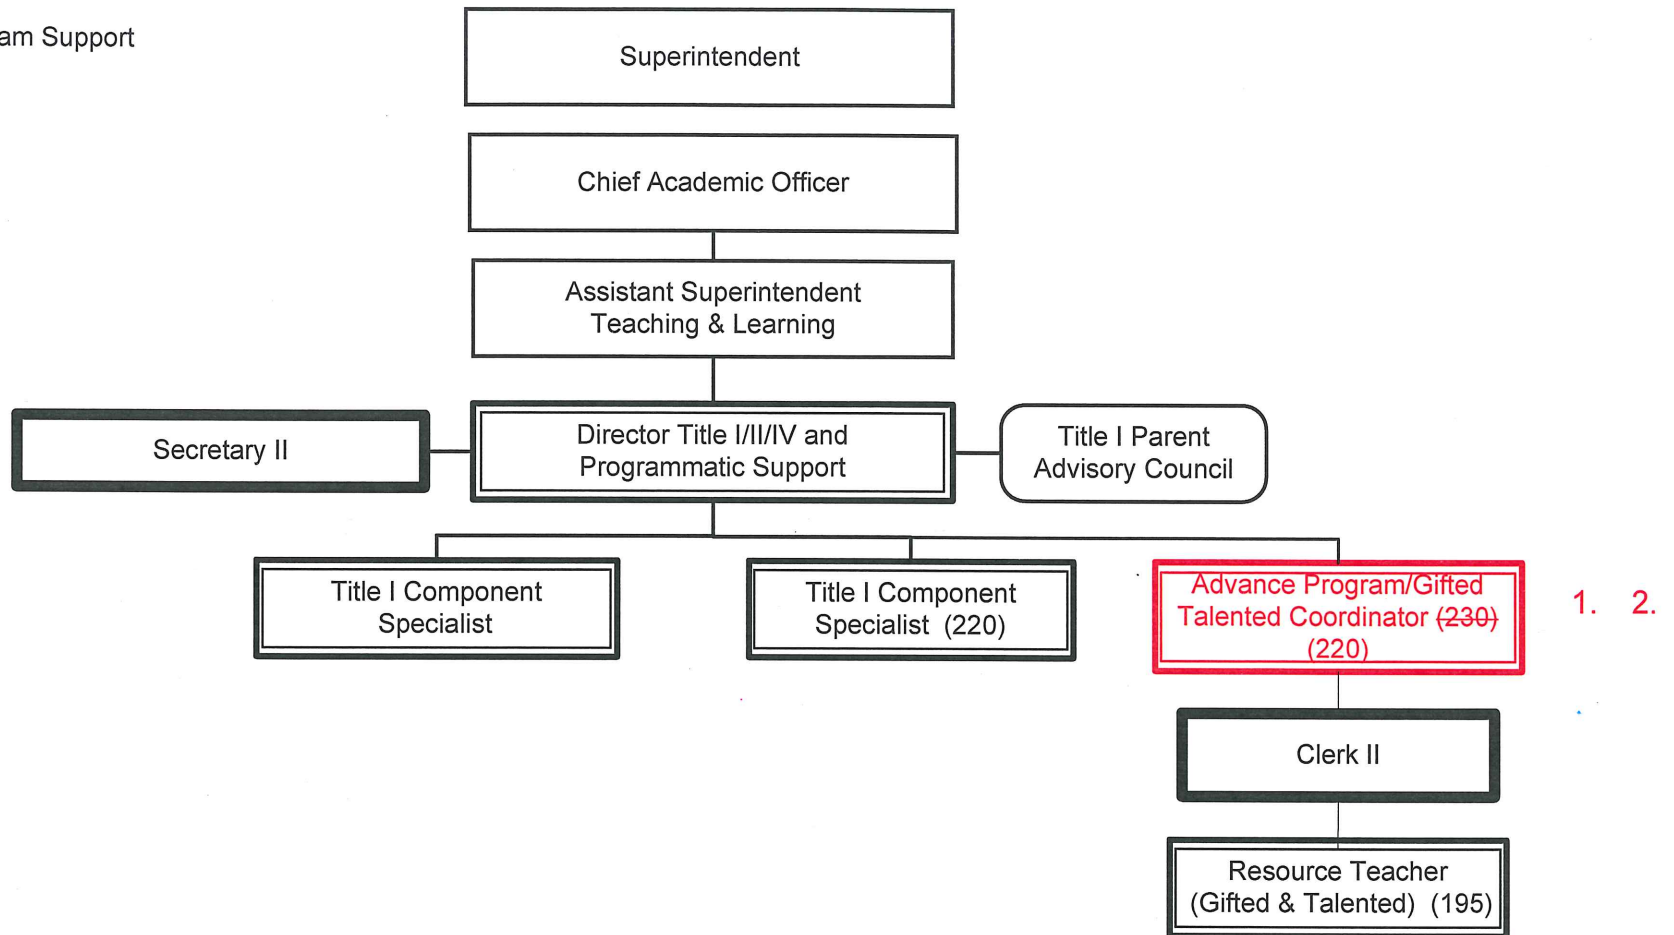 am Support
Superintendent
Chief Academic Officer
Assistant Superintendent
Teaching & Learning
Secretary II
Director Title I/II/IV and
Programmatic Support
Title I Parent
Advisory Council
Title I Component
Specialist
Title I Component
Specialist (220)
Advance Program/Gifted
Talented Coordinator (230)
(220)
1. 2.
Clerk II
Resource Teacher
(Gifted & Talented) (195)